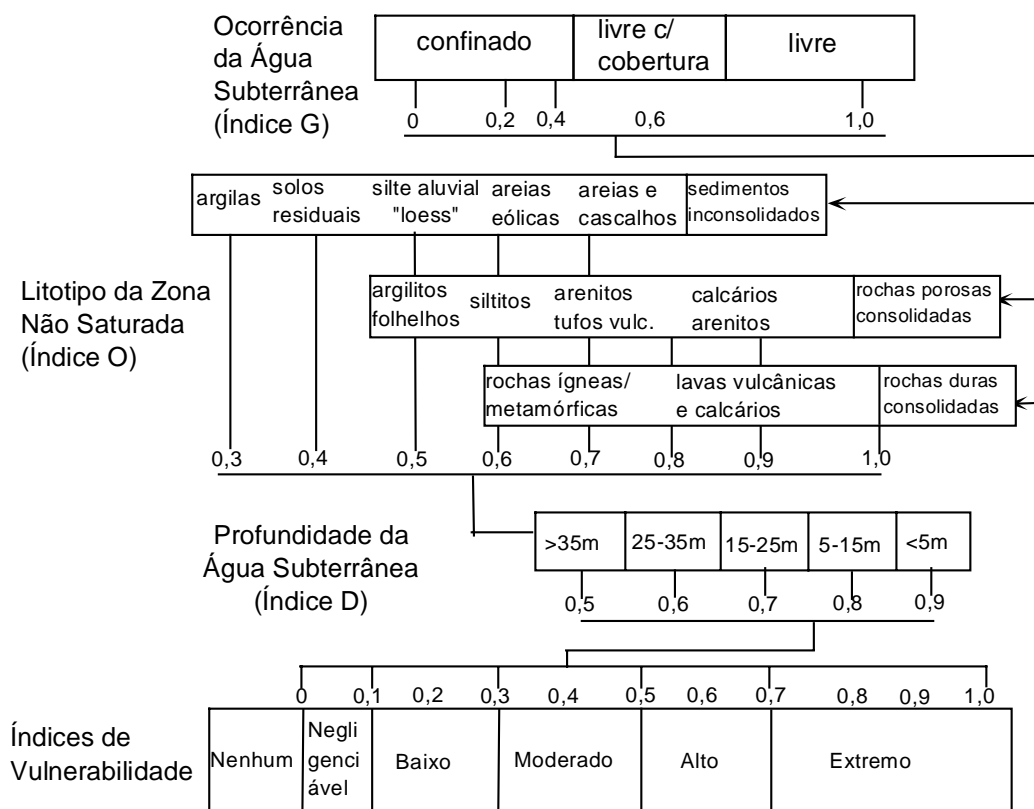 Ocorrência
da Água
Subterrânea
(Índice G)
confinado
livre c/
cobertura
livre
0 0,2 0,4 0,6 1,0
argilas
solos
residuais
silte aluvial
"loess"
areias
eólicas
areias e
cascalhos
sedimentos
inconsolidados
Litotipo da Zona
Não Saturada
(Índice O)
argilitos
folhelhos
siltitos
arenitos
tufos vulc.
calcários
arenitos
rochas porosas
consolidadas
rochas ígneas/
metamórficas
lavas vulcânicas
e calcários
rochas duras
consolidadas
0,3 0,4 0,5 0,6 0,7 0,8 0,9 1,0
Profundidade da
Água Subterrânea
(Índice D)
>35m 25-35m 15-25m 5-15m <5m
0,5 0,6 0,7 0,8 0,9
0 0,1 0,2 0,3 0,4 0,5 0,6 0,7 0,8 0,9 1,0
Índices de
Vulnerabilidade
Nenhum
Negli
genci
ável
Baixo
Moderado
Alto
Extremo